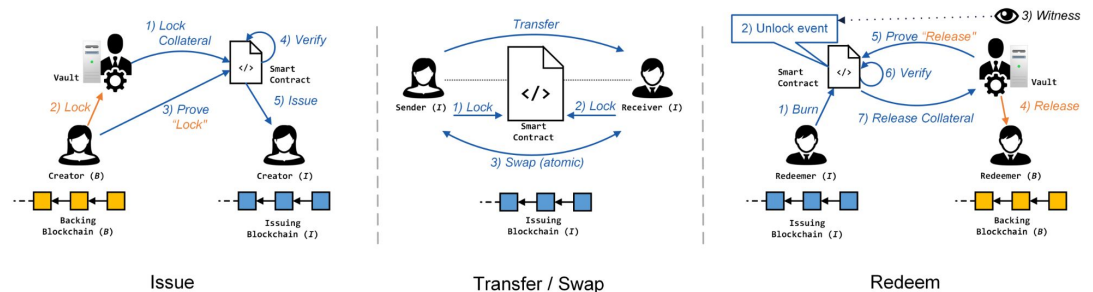 1) Lock
Collateral
4) Verify
</>
Vault
Smart
Contract
2) Lock
3) Prove
“Lock”
5) Issue
Creator (B)
Creator (I)
Backing
Blockchain (B)
Issuing
Blockchain (I)
Issue
Transfer
</>
Sender (I)
Receiver (I)
1) Lock
2) Lock
Smart
Contract
3) Swap (atomic)
Issuing
Blockchain (I)
Transfer / Swap
3) Witness
2) Unlock event
5) Prove “Release”
Smart
Contract
</>
6) Verify
Vault
1) Burn
4) Release
7) Release Collateral
Redeemer (I)
Redeemer (B)
Issuing
Blockchain (I)
Backing
Blockchain (B)
Redeem